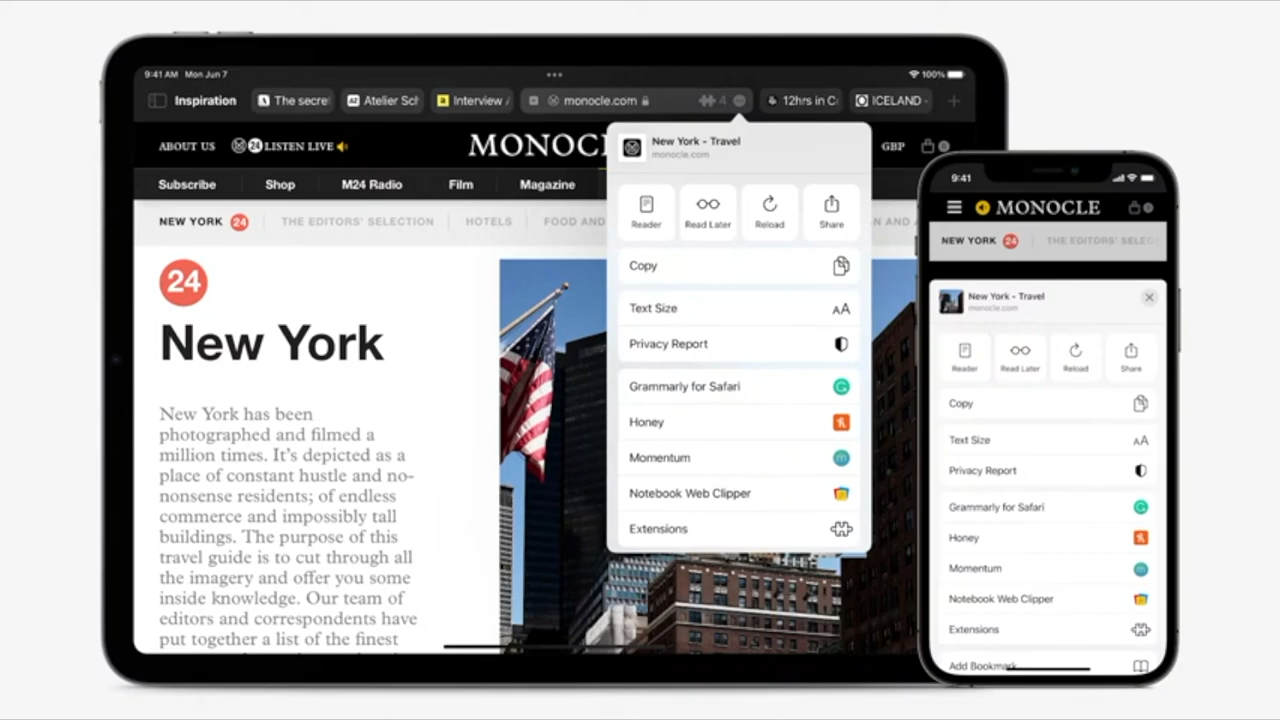 9:41 AM Mon Jun 7
100%
Inspiration
The secre
Atelier Sch
Interview
monocle.com
4
12hrs in C
ICELAND
ABOUT US
24 LISTEN LIVE
MONOC
GBP
Subscribe
Shop
M24 Radio
Film
Magazine
NEW YORK 24
THE EDITORS' SELECTION
HOTELS
FOOD AND
24
New York
New York has been
photographed and filmed a
million times. It's depicted as a
place of constant hustle and no-
nonsense residents; of endless
commerce and impossibly tall
buildings. The purpose of this
travel guide is to cut through all
the imagery and offer you some
inside knowledge. Our team of
editors and correspondents have
put together a list of the finest
New York - Travel
monocle.com
Reader
Read Later
Reload
Share
Copy
Text Size
AA
Privacy Report
Grammarly for Safari
Honey
Momentum
Notebook Web Clipper
Extensions
9:41
MONOCLE
NEW YORK 24
THE EDITORS' SELEC
New York - Travel
monocle.com
Reader
Read Later
Reload
Share
Copy
Text Size
AA
Privacy Report
Grammarly for Safari
Honey
Momentum
Notebook Web Clipper
Extensions
Add Bookmark